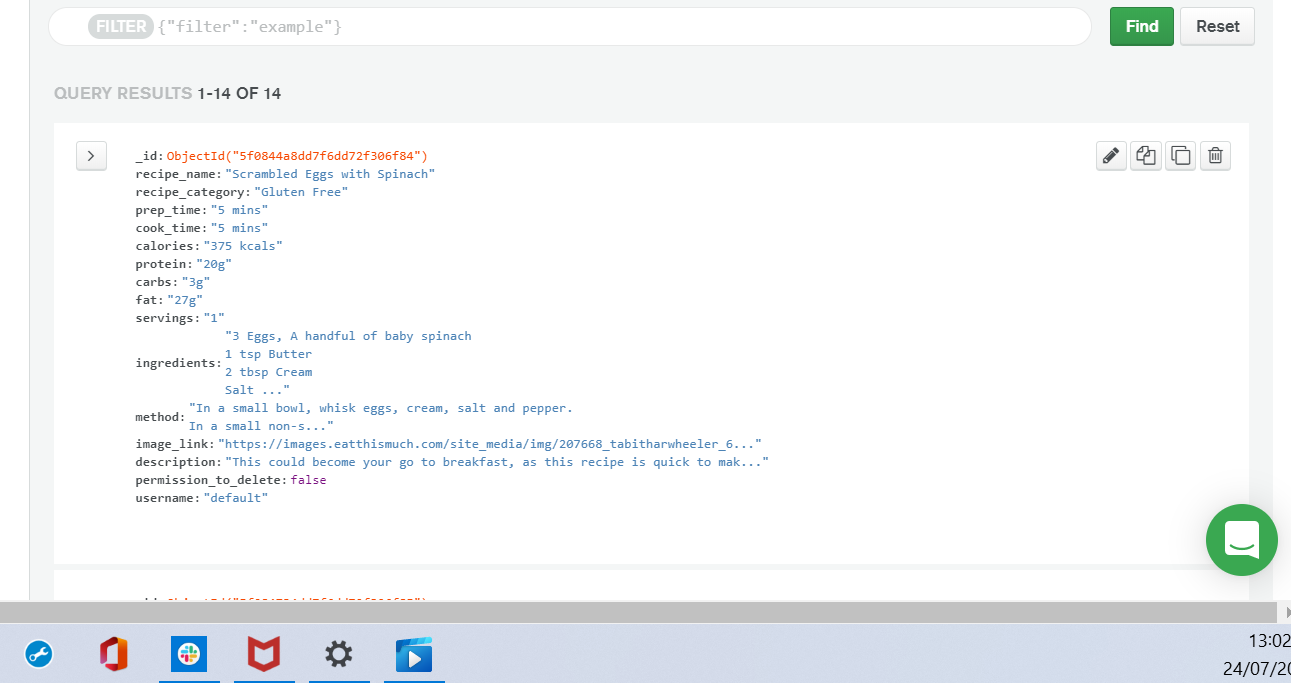 FILTER {"filter":"example"}
Find
Reset
QUERY RESULTS 1-14 OF 14
_id: ObjectId("5f0844a8dd7f6dd72f306f84")
recipe_name: "Scrambled Eggs with Spinach"
recipe_category: "Gluten Free"
prep_time: "5 mins"
cook_time: "5 mins"
calories: "375 kcals"
protein: "20g"
carbs: "3g"
fat: "27g"
servings: "1"
"3 Eggs, A handful of baby spinach
1 tsp Butter
ingredients:
2 tbsp Cream
Salt ..."
"In a small bowl, whisk eggs, cream, salt and pepper.
method:
In a small non-s..."
image_link: "https://images.eatthismuch.com/site_media/img/207668_tabitharwheeler_6..."
description: "This could become your go to breakfast, as this recipe is quick to mak..."
permission_to_delete: false
username: "default"
13:02
24/07/20